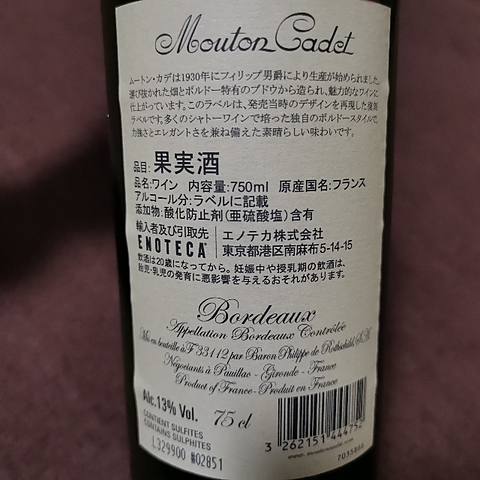 Mouton Cadet
ムートン・カデは1930年にフィリップ男爵により生産が始められました。
選び抜かれた畑とボルドー特有のブドウから造られ、魅力的なワインに
仕上がっています。このラベルは、発売当時のデザインを再現した復刻
ラベルです。多くのシャトーワインで培った独自のボルドースタイルで、
力強さとエレガントさを兼ね備えた素晴らしい味わいです。
品目: 果実酒
品名:ワイン 内容量:750ml 原産国名:フランス
アルコール分:ラベルに記載
添加物:酸化防止剤(亜硫酸塩)含有
輸入者及び引取先
ENOTECA
エノテカ株式会社
東京都港区南麻布5-14-15
飲酒は20歳になってから。妊娠中や授乳期の飲酒は、
胎児・乳児の発育に悪影響を与えるおそれがあります。
Bordeaux
Appellation Bordeaux Contrôlée
Mis en bouteille à F 33112 par Baron Philippe de Rothschild S.A.
Négociants à Pauillac - Gironde - France
Product of France - Produit en France
Alc.13% Vol.
75 cl
CONTIENT SULFITES
CONTAINS SULPHITES
L329900 #02851
3 262151 444752